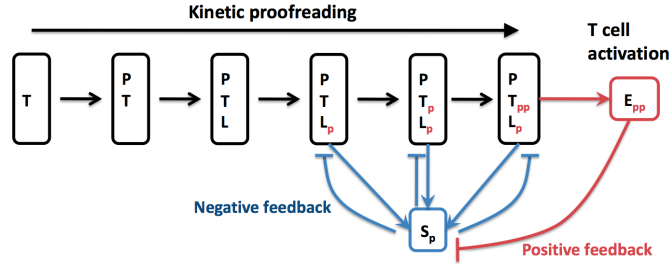 Kinetic proofreading
T cell
activation
T
P
T
P
T
L
P
T
Lp
P
Tp
Lp
P
Tpp
Lp
Epp
Negative feedback
Sp
Positive feedback